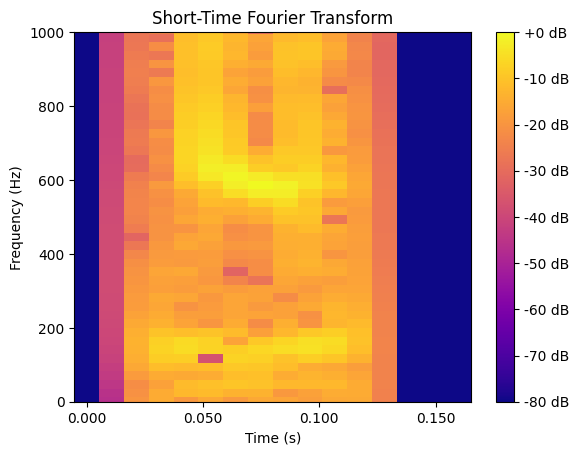 Short-Time Fourier Transform
1000
800
600
400
200
0
Frequency (Hz)
0.000
0.050
0.100
0.150
Time (s)
+0 dB
-10 dB
-20 dB
-30 dB
-40 dB
-50 dB
-60 dB
-70 dB
-80 dB